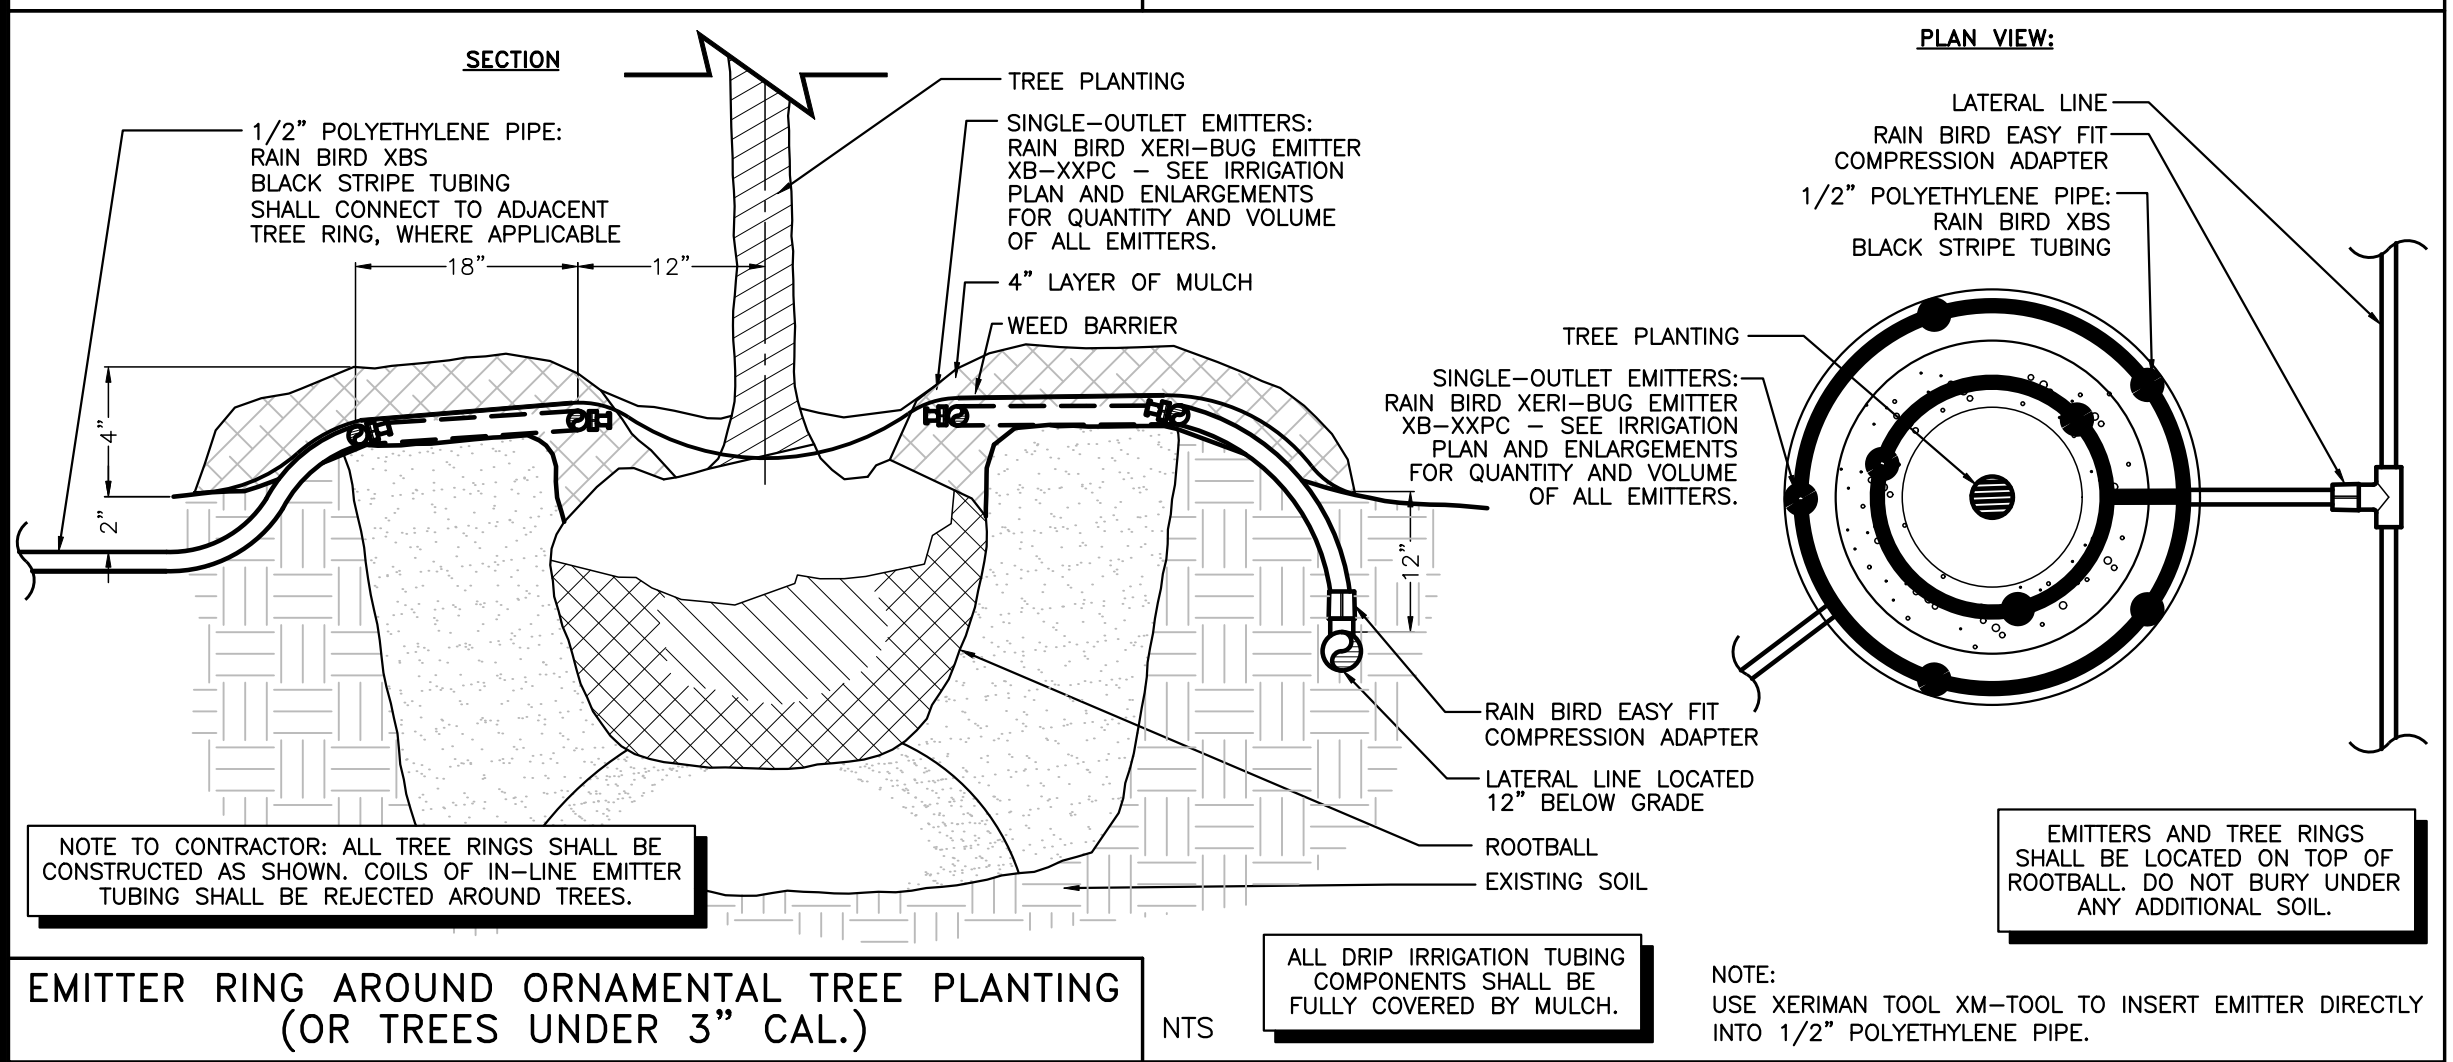 SECTION
1/2" POLYETHYLENE PIPE:
RAIN BIRD XBS
BLACK STRIPE TUBING
SHALL CONNECT TO ADJACENT
TREE RING, WHERE APPLICABLE
18"
12"
4"
2"
TREE PLANTING
SINGLE-OUTLET EMITTERS:
RAIN BIRD XERI-BUG EMITTER
XB-XXPC - SEE IRRIGATION
PLAN AND ENLARGEMENTS
FOR QUANTITY AND VOLUME
OF ALL EMITTERS.
4" LAYER OF MULCH
WEED BARRIER
12"
RAIN BIRD EASY FIT
COMPRESSION ADAPTER
LATERAL LINE LOCATED
12" BELOW GRADE
ROOTBALL
EXISTING SOIL
PLAN VIEW:
LATERAL LINE
RAIN BIRD EASY FIT
COMPRESSION ADAPTER
1/2" POLYETHYLENE PIPE:
RAIN BIRD XBS
BLACK STRIPE TUBING
TREE PLANTING
SINGLE-OUTLET EMITTERS:
RAIN BIRD XERI-BUG EMITTER
XB-XXPC - SEE IRRIGATION
PLAN AND ENLARGEMENTS
FOR QUANTITY AND VOLUME
OF ALL EMITTERS.
NOTE TO CONTRACTOR: ALL TREE RINGS SHALL BE
CONSTRUCTED AS SHOWN. COILS OF IN-LINE EMITTER
TUBING SHALL BE REJECTED AROUND TREES.
EMITTERS AND TREE RINGS
SHALL BE LOCATED ON TOP OF
ROOTBALL. DO NOT BURY UNDER
ANY ADDITIONAL SOIL.
ALL DRIP IRRIGATION TUBING
COMPONENTS SHALL BE
FULLY COVERED BY MULCH.
NOTE:
USE XERIMAN TOOL XM-TOOL TO INSERT EMITTER DIRECTLY
INTO 1/2" POLYETHYLENE PIPE.
EMITTER RING AROUND ORNAMENTAL TREE PLANTING
(OR TREES UNDER 3" CAL.)
NTS